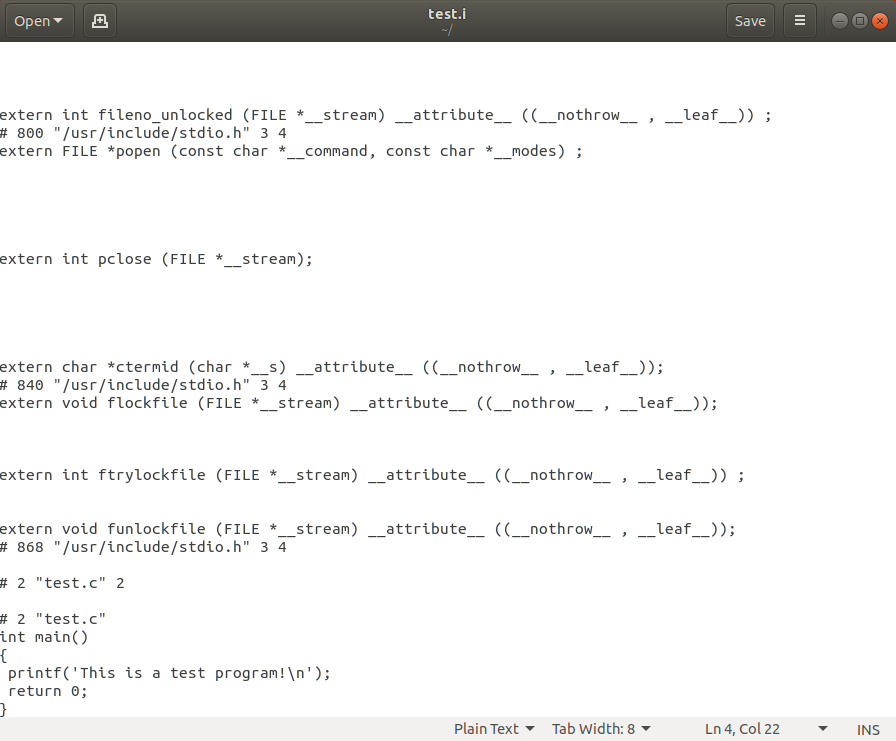 Open
test.i
~/
Save
extern int fileno_unlocked (FILE *__stream) __attribute__ ((__nothrow__ , __leaf__)) ;
# 800 "/usr/include/stdio.h" 3 4
extern FILE *popen (const char *__command, const char *__modes) ;
extern int pclose (FILE *__stream);
extern char *ctermid (char *__s) __attribute__ ((__nothrow__ , __leaf__));
# 840 "/usr/include/stdio.h" 3 4
extern void flockfile (FILE *__stream) __attribute__ ((__nothrow__ , __leaf__));
extern int ftrylockfile (FILE *__stream) __attribute__ ((__nothrow__ , __leaf__)) ;
extern void funlockfile (FILE *__stream) __attribute__ ((__nothrow__ , __leaf__));
# 868 "/usr/include/stdio.h" 3 4
# 2 "test.c" 2
# 2 "test.c"
int main()
{
 printf('This is a test program!\n');
 return 0;
}
Plain Text Tab Width: 8 Ln 4, Col 22 INS